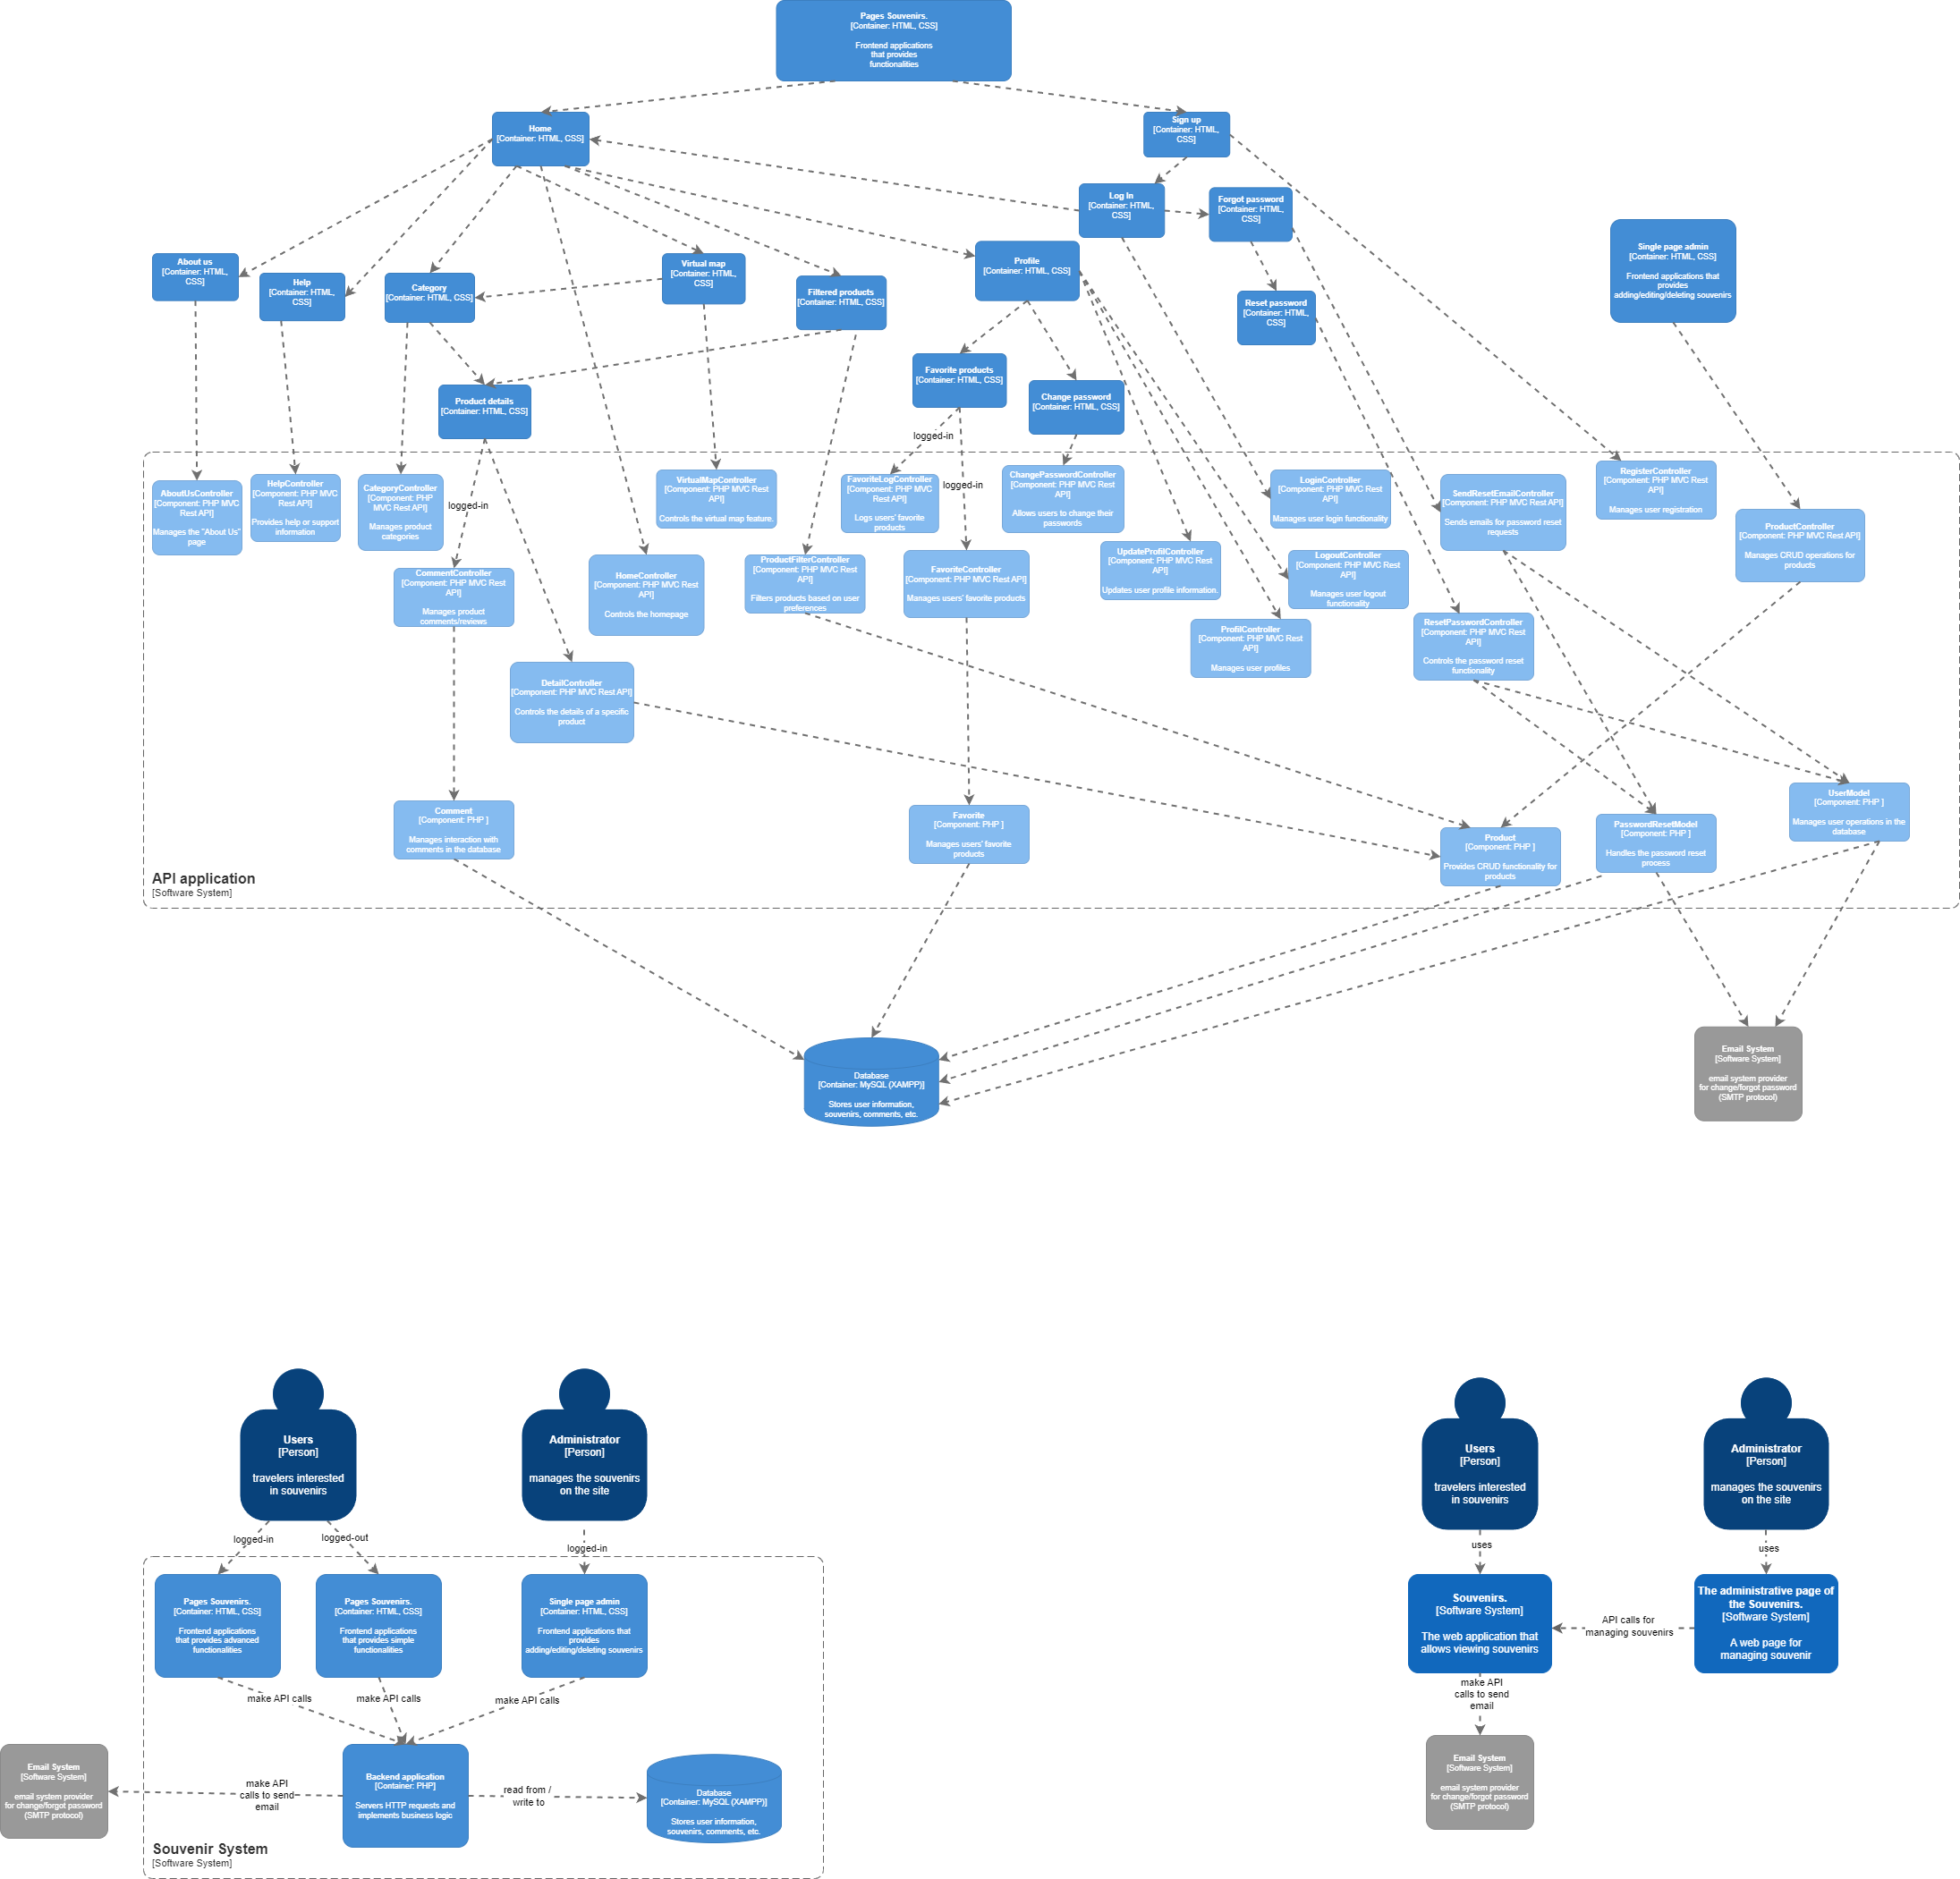 Pages Souvenirs.
[Container: HTML, CSS]
Frontend applications
that provides
functionalities
Home
[Container: HTML, CSS]
Sign up
[Container: HTML,
CSS]
Log In
[Container: HTML,
CSS]
Forgot password
[Container: HTML,
CSS]
Single page admin
[Container: HTML, CSS]
Frontend applications that
provides
adding/editing/deleting souvenirs
About us
[Container: HTML,
CSS]
Help
[Container: HTML,
CSS]
Category
[Container: HTML, CSS]
Virtual map
[Container: HTML,
CSS]
Filtered products
[Container: HTML, CSS]
Profile
[Container: HTML, CSS]
Reset password
[Container: HTML,
CSS]
Product details
[Container: HTML, CSS]
Favorite products
[Container: HTML, CSS]
Change password
[Container: HTML, CSS]
logged-in
logged-in
logged-in
AboutUsController
[Component: PHP MVC
Rest API]
Manages the "About Us"
page
HelpController
[Component: PHP MVC
Rest API]
Provides help or support
information
CategoryController
[Component: PHP
MVC Rest API]
Manages product
categories
VirtualMapController
[Component: PHP MVC Rest
API]
Controls the virtual map feature.
FavoriteLogController
[Component: PHP MVC
Rest API]
Logs users' favorite
products
ChangePasswordController
[Component: PHP MVC Rest
API]
Allows users to change their
passwords
LoginController
[Component: PHP MVC Rest
API]
Manages user login functionality
SendResetEmailController
[Component: PHP MVC Rest API]
Sends emails for password reset
requests
RegisterController
[Component: PHP MVC Rest
API]
Manages user registration
ProductController
[Component: PHP MVC Rest API]
Manages CRUD operations for
products
CommentController
[Component: PHP MVC Rest
API]
Manages product
comments/reviews
HomeController
[Component: PHP MVC Rest
API]
Controls the homepage
ProductFilterController
[Component: PHP MVC Rest
API]
Filters products based on user
preferences
FavoriteController
[Component: PHP MVC Rest API]
Manages users' favorite products
UpdateProfilController
[Component: PHP MVC Rest
API]
Updates user profile information.
LogoutController
[Component: PHP MVC Rest
API]
Manages user logout
functionality
ProfilController
[Component: PHP MVC Rest
API]
Manages user profiles
ResetPasswordController
[Component: PHP MVC Rest
API]
Controls the password reset
functionality
DetailController
[Component: PHP MVC Rest API]
Controls the details of a specific
product
Comment
[Component: PHP ]
Manages interaction with
comments in the database
Favorite
[Component: PHP ]
Manages users' favorite
products
Product
[Component: PHP ]
Provides CRUD functionality for
products
PasswordResetModel
[Component: PHP ]
Handles the password reset
process
UserModel
[Component: PHP ]
Manages user operations in the
database
API application
[Software System]
Database
[Container: MySQL (XAMPP)]
Stores user information,
souvenirs, comments, etc.
Email System
[Software System]
email system provider
for change/forgot password
(SMTP protocol)
Users
[Person]
travelers interested
in souvenirs
Administrator
[Person]
manages the souvenirs
on the site
logged-in
logged-out
logged-in
Pages Souvenirs.
[Container: HTML, CSS]
Frontend applications
that provides advanced
functionalities
Pages Souvenirs.
[Container: HTML, CSS]
Frontend applications
that provides simple
functionalities
Single page admin
[Container: HTML, CSS]
Frontend applications that
provides
adding/editing/deleting souvenirs
make API calls
make API calls
make API calls
Email System
[Software System]
email system provider
for change/forgot password
(SMTP protocol)
make API
calls to send
email
Backend application
[Container: PHP]
Servers HTTP requests and
implements business logic
read from /
write to
Database
[Container: MySQL (XAMPP)]
Stores user information,
souvenirs, comments, etc.
Souvenir System
[Software System]
Users
[Person]
travelers interested
in souvenirs
Administrator
[Person]
manages the souvenirs
on the site
uses
uses
Souvenirs.
[Software System]
The web application that
allows viewing souvenirs
API calls for
managing souvenirs
The administrative page of
the Souvenirs.
[Software System]
A web page for
managing souvenir
make API
calls to send
email
Email System
[Software System]
email system provider
for change/forgot password
(SMTP protocol)